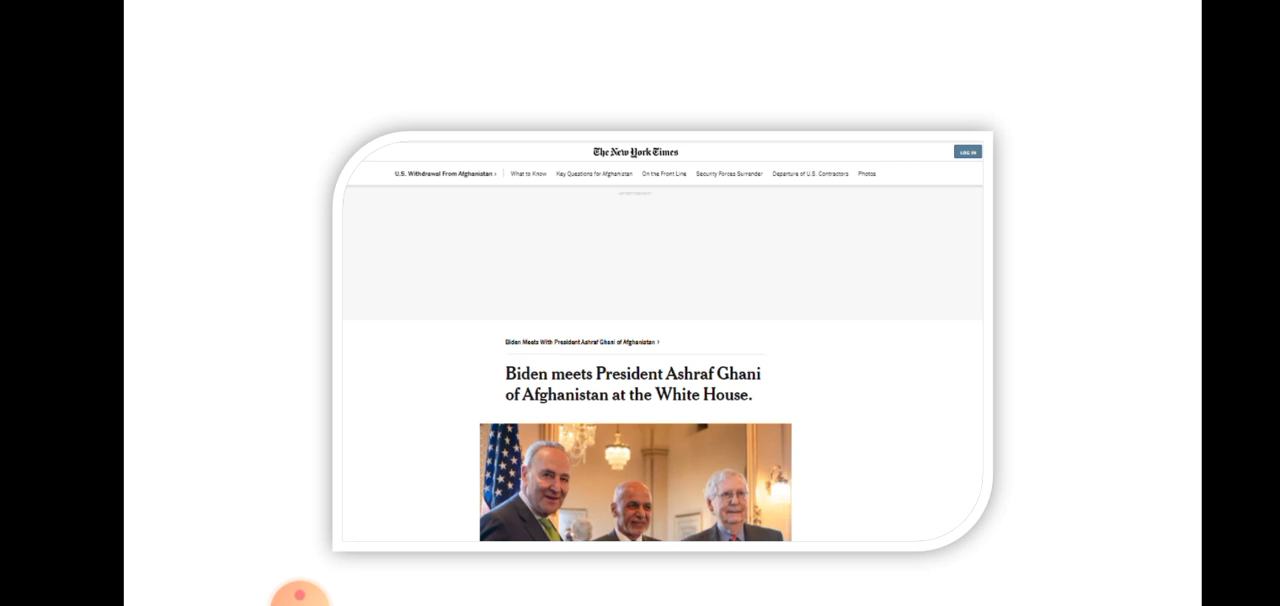 The New York Times
LOG IN
U.S. Withdrawal From Afghanistan › What to Know Key Questions for Afghanistan On the Front Line Security Forces Surrender Departure of U.S. Contractors Photos
ADVERTISEMENT
Biden Meets With President Ashraf Ghani of Afghanistan ›
Biden meets President Ashraf Ghani
of Afghanistan at the White House.